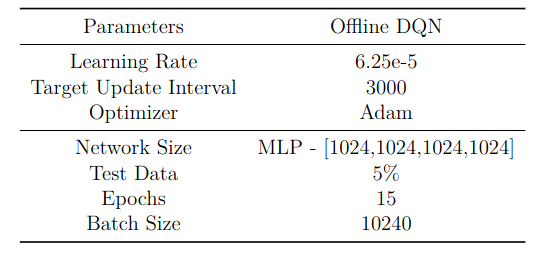 Parameters Offline DQN
Learning Rate 6.25e-5
Target Update Interval 3000
Optimizer Adam
Network Size MLP - [1024,1024,1024,1024]
Test Data 5%
Epochs 15
Batch Size 10240